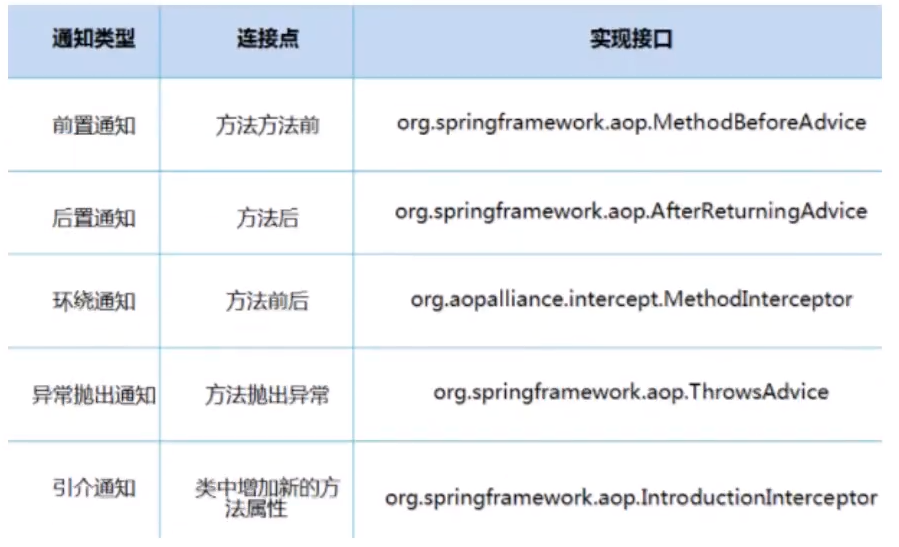 通知类型 连接点 实现接口
前置通知 方法方法前 org.springframework.aop.MethodBeforeAdvice
后置通知 方法后 org.springframework.aop.AfterReturningAdvice
环绕通知 方法前后 org.aopalliance.intercept.MethodInterceptor
异常抛出通知 方法抛出异常 org.springframework.aop.ThrowsAdvice
引介通知 类中增加新的方
法属性 org.springframework.aop.IntroductionInterceptor